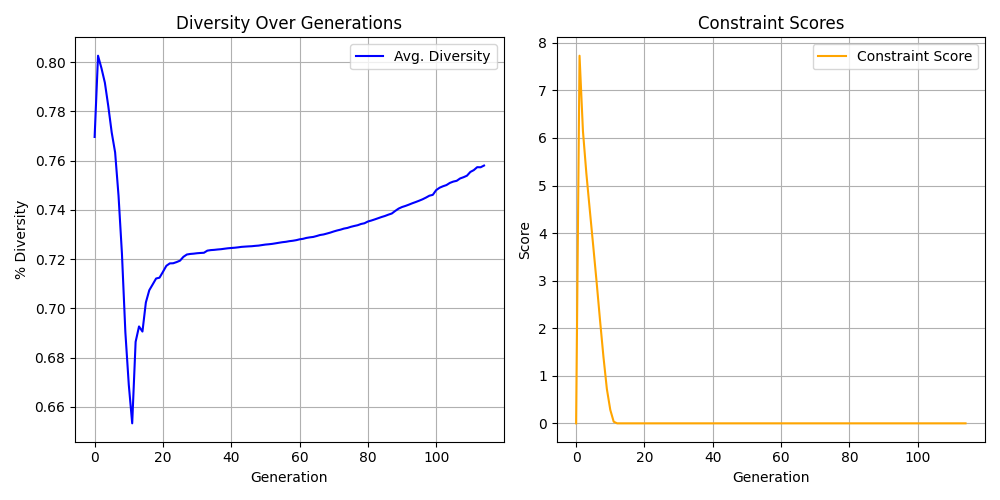 Diversity Over Generations
Avg. Diversity
% Diversity
0.80
0.78
0.76
0.74
0.72
0.70
0.68
0.66
0 20 40 60 80 100
Generation
Constraint Scores
Constraint Score
Score
8
7
6
5
4
3
2
1
0
0 20 40 60 80 100
Generation